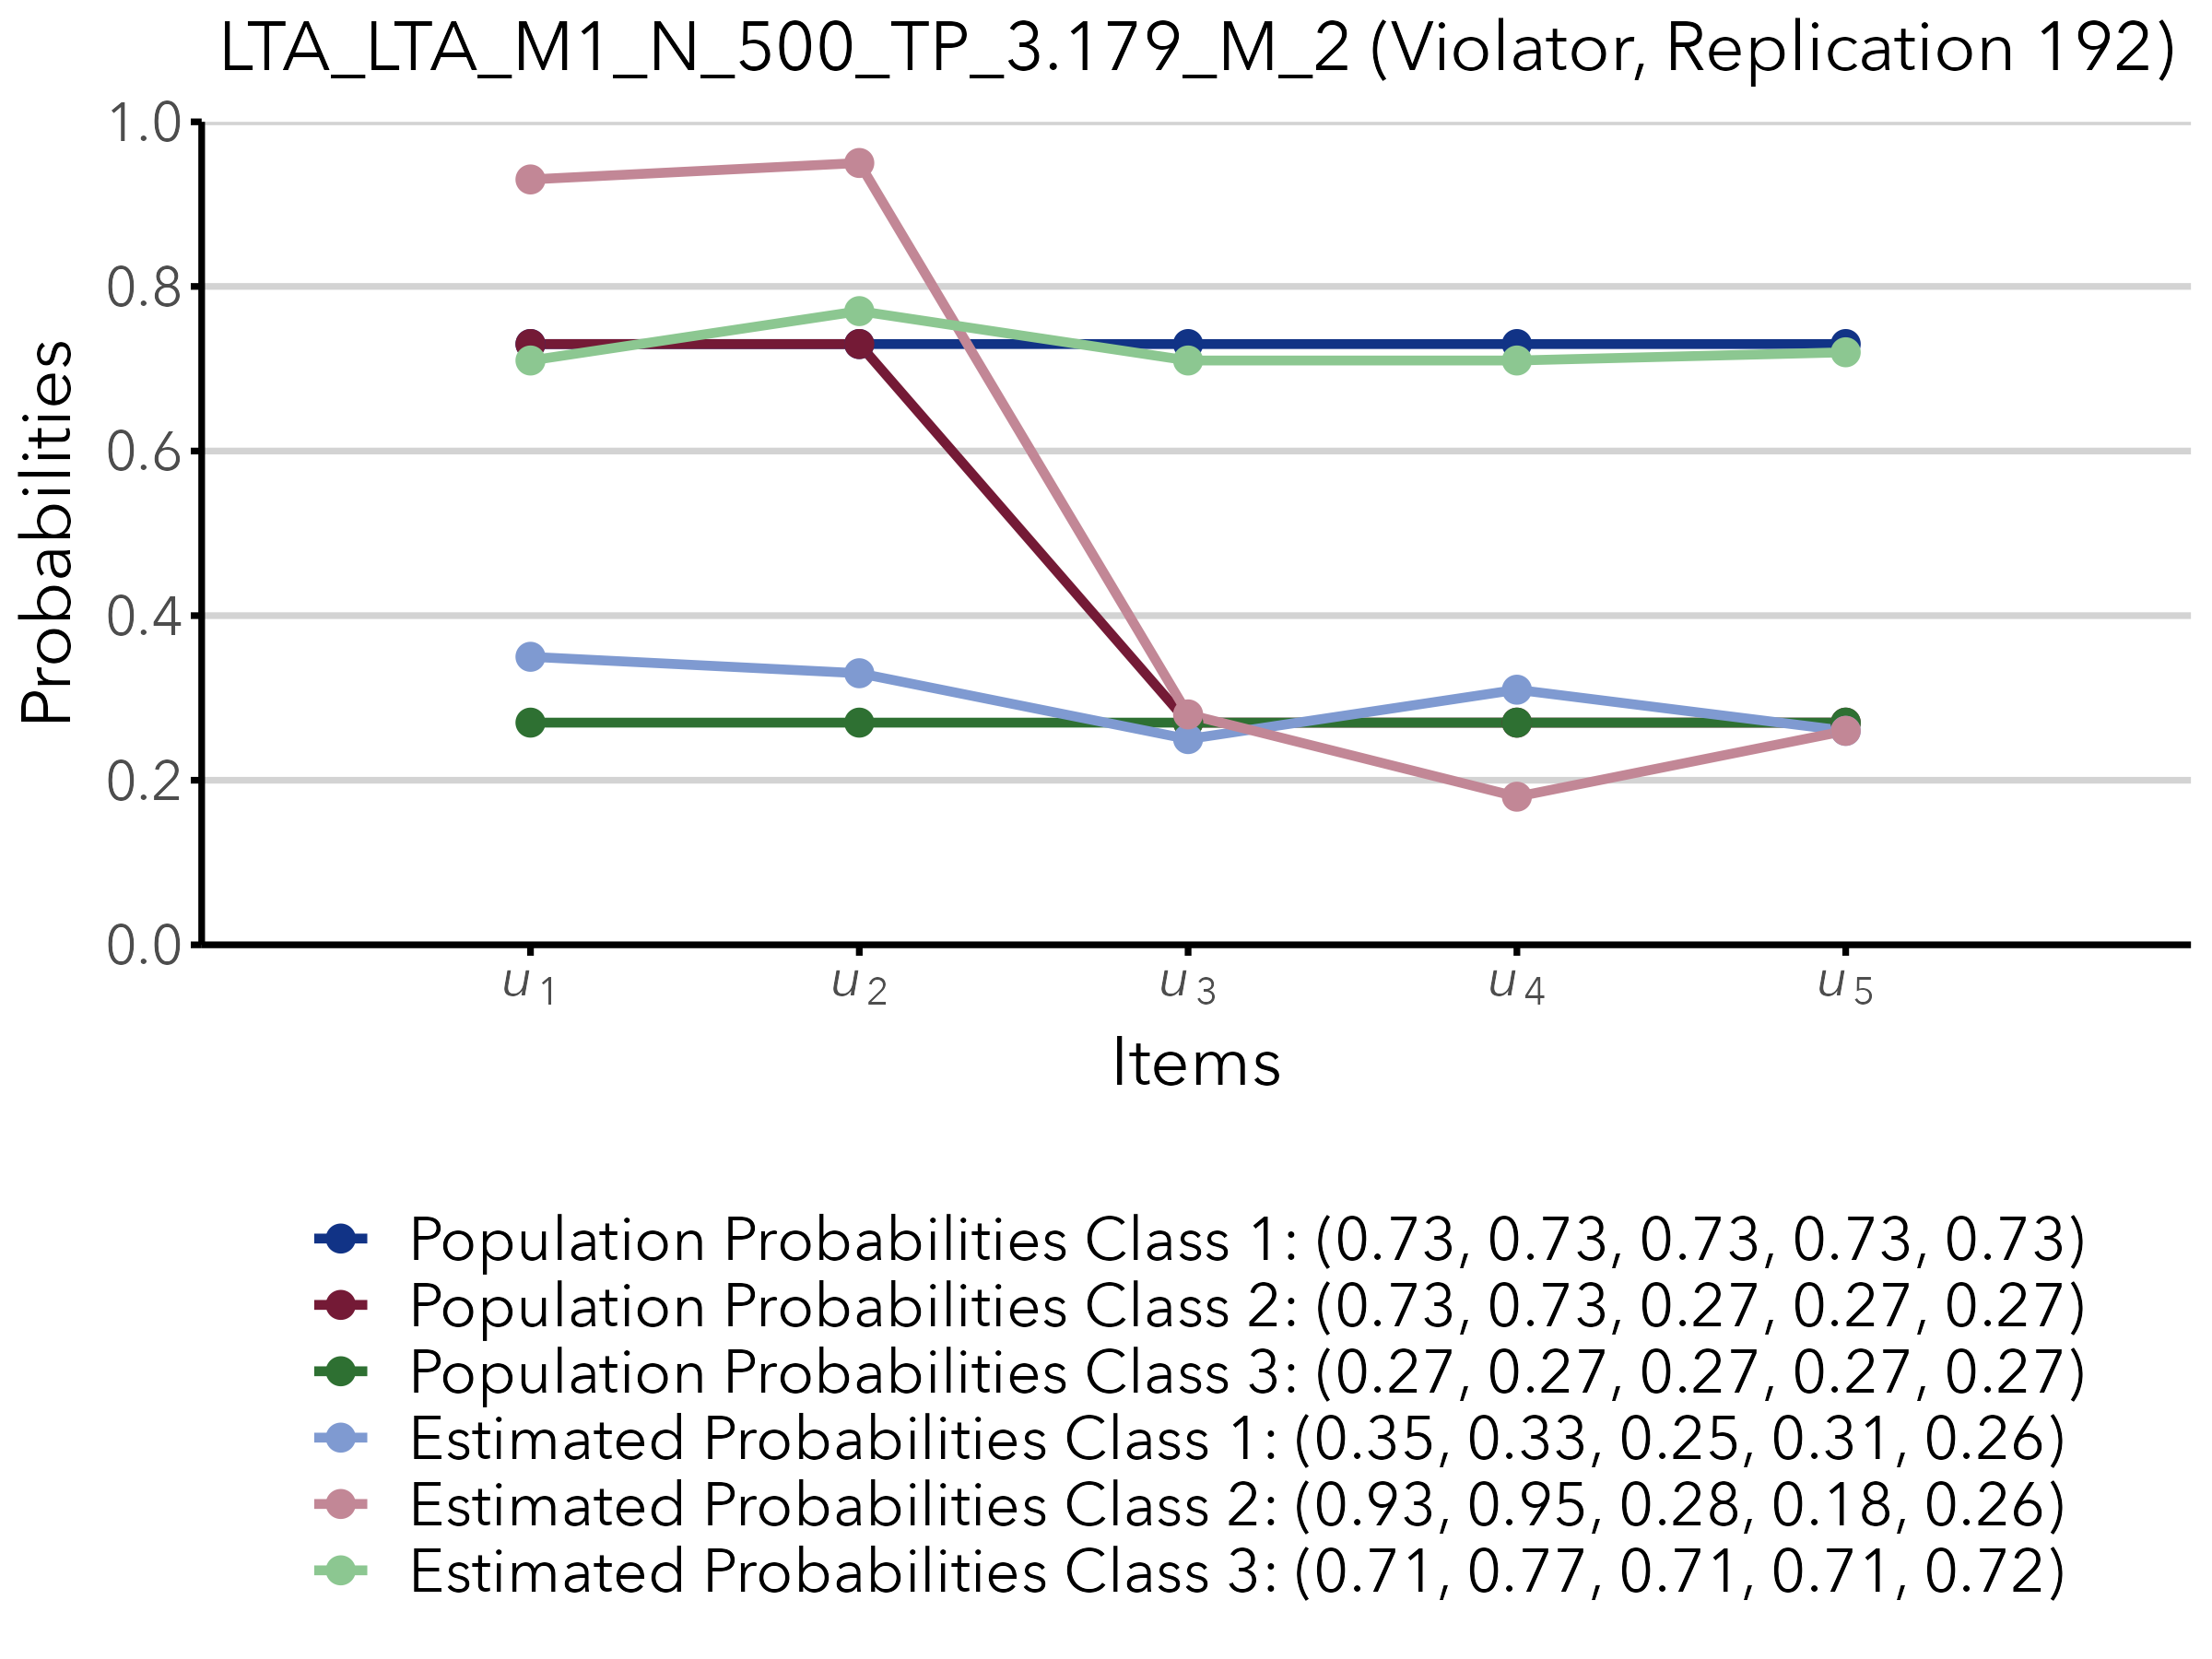 LTA_LTA_M1_N_500_TP_3.179_M_2 (Violator, Replication 192)
Probabilities
1.0
0.8
0.6
0.4
0.2
0.0
u1 u2 u3 u4 u5
Items
Population Probabilities Class 1: (0.73, 0.73, 0.73, 0.73, 0.73)
Population Probabilities Class 2: (0.73, 0.73, 0.27, 0.27, 0.27)
Population Probabilities Class 3: (0.27, 0.27, 0.27, 0.27, 0.27)
Estimated Probabilities Class 1: (0.35, 0.33, 0.25, 0.31, 0.26)
Estimated Probabilities Class 2: (0.93, 0.95, 0.28, 0.18, 0.26)
Estimated Probabilities Class 3: (0.71, 0.77, 0.71, 0.71, 0.72)